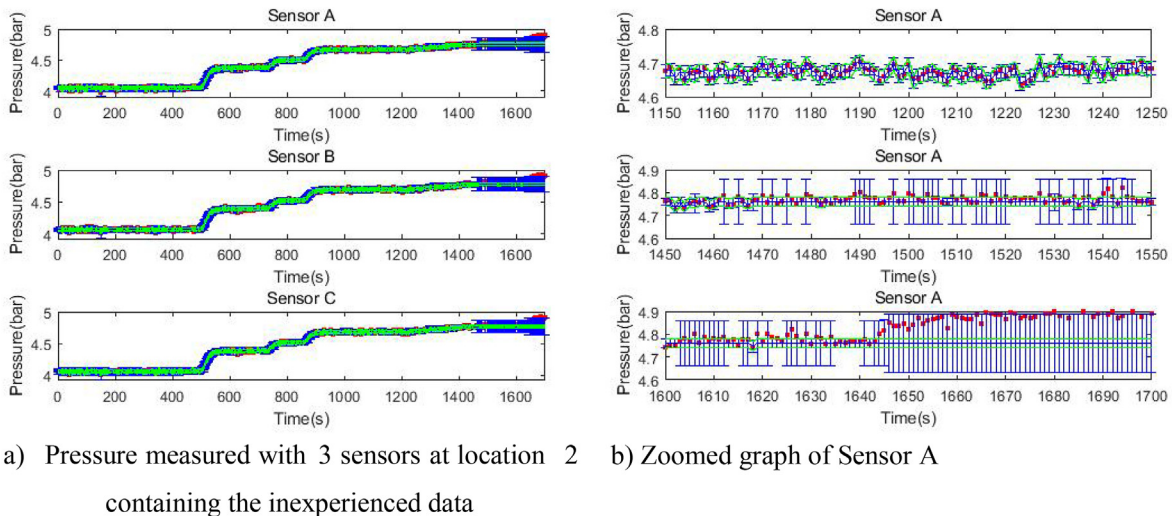 Sensor A
Pressure(bar)
5
4.5
4
0 200 400 600 800 1000 1200 1400 1600
Time(s)
Sensor B
Pressure(bar)
5
4.5
4
0 200 400 600 800 1000 1200 1400 1600
Time(s)
Sensor C
Pressure(bar)
5
4.5
4
0 200 400 600 800 1000 1200 1400 1600
Time(s)
Sensor A
Pressure(bar)
4.8
4.7
4.6
1150 1160 1170 1180 1190 1200 1210 1220 1230 1240 1250
Time(s)
Sensor A
Pressure(bar)
4.9
4.8
4.7
4.6
1450 1460 1470 1480 1490 1500 1510 1520 1530 1540 1550
Time(s)
Sensor A
Pressure(bar)
4.9
4.8
4.7
4.6
1600 1610 1620 1630 1640 1650 1660 1670 1680 1690 1700
Time(s)
a) Pressure measured with 3 sensors at location 2
containing the inexperienced data
b) Zoomed graph of Sensor A